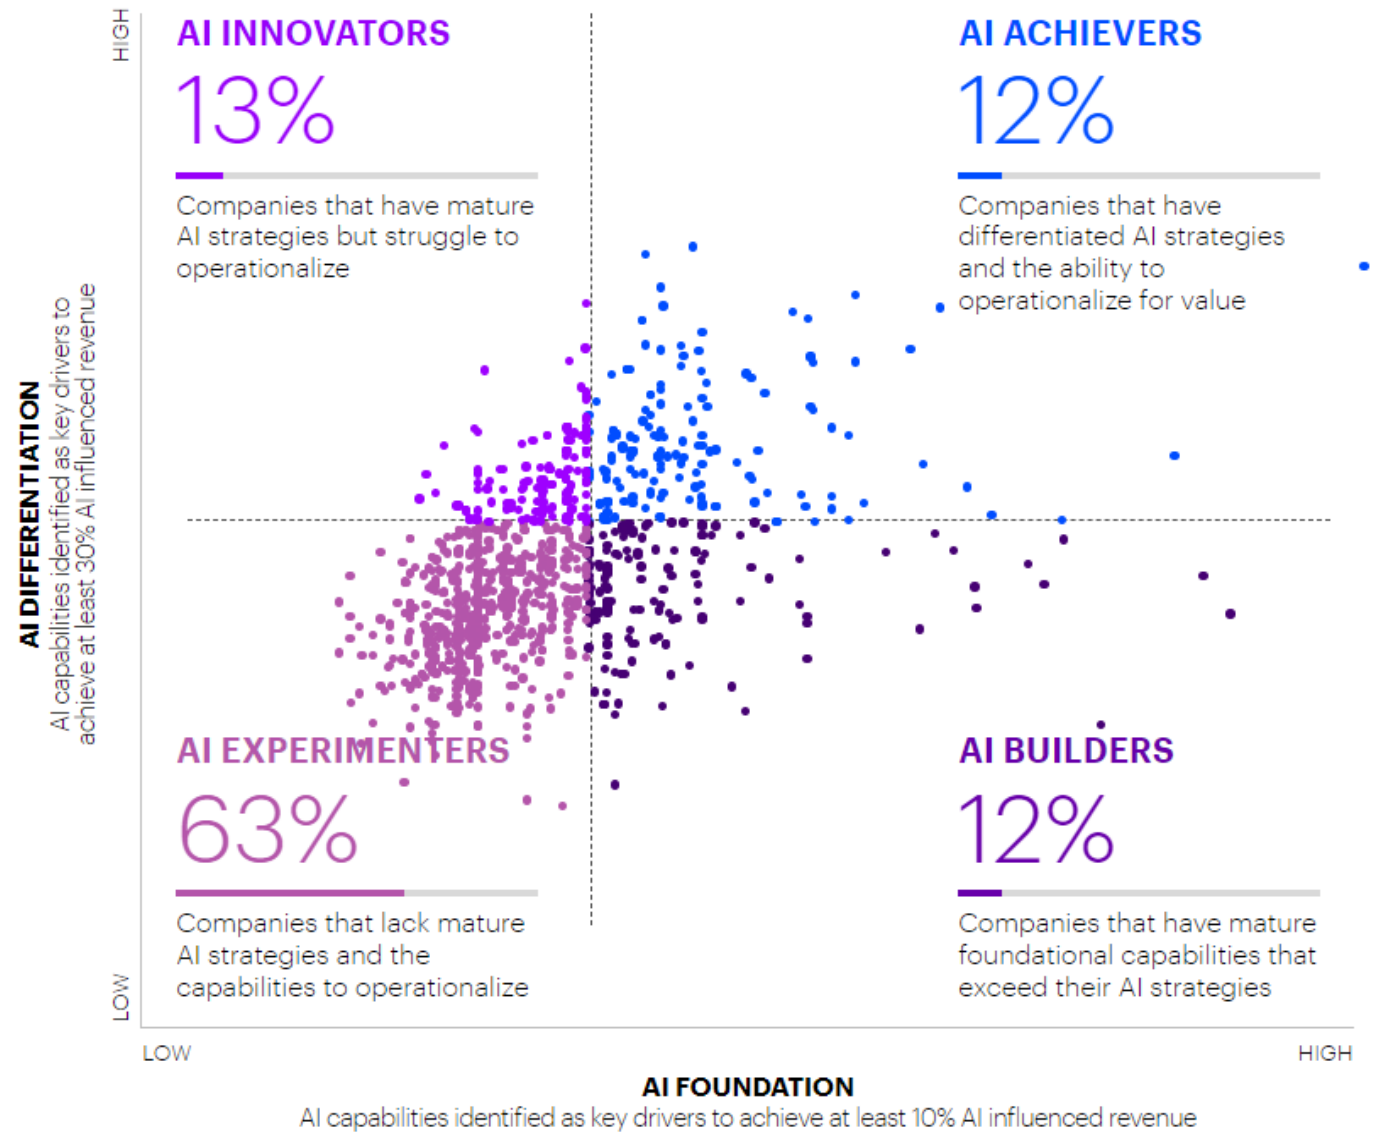 HIGH
AI INNOVATORS
13%
Companies that have mature
AI strategies but struggle to
operationalize
AI ACHIEVERS
12%
Companies that have
differentiated AI strategies
and the ability to
operationalize for value
AI DIFFERENTIATION
AI capabilities identified as key drivers to
achieve at least 30% AI influenced revenue
AI EXPERIMENTERS
63%
Companies that lack mature
AI strategies and the
capabilities to operationalize
AI BUILDERS
12%
Companies that have mature
foundational capabilities that
exceed their AI strategies
LOW
LOW
HIGH
AI FOUNDATION
AI capabilities identified as key drivers to achieve at least 10% AI influenced revenue